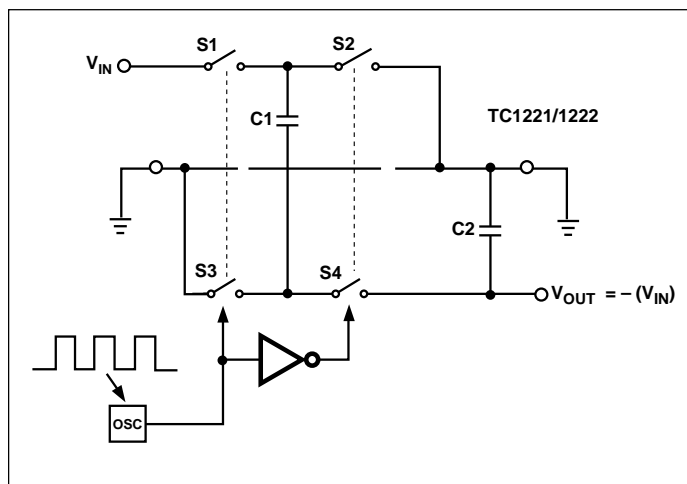 S1
S2
VIN
C1
TC1221/1222
C2
S3
S4
VOUT = – (VIN)
OSC